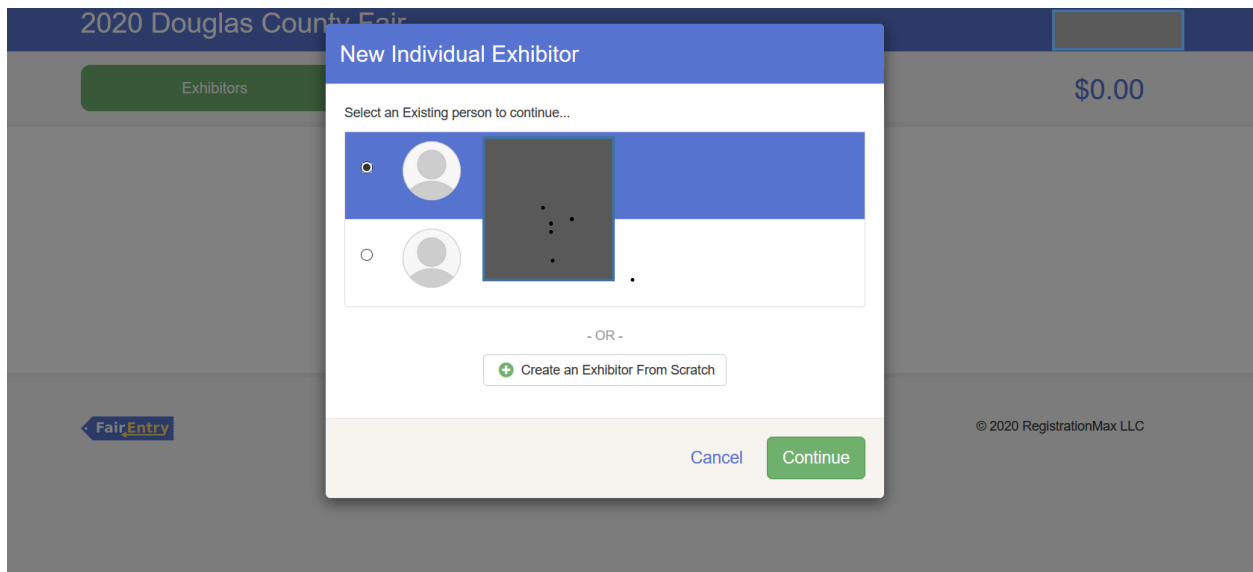 2020 Douglas County Fair
New Individual Exhibitor
Exhibitors
$0.00
Select an Existing person to continue...
- OR -
Create an Exhibitor From Scratch
FairEntry
© 2020 RegistrationMax LLC
Cancel
Continue